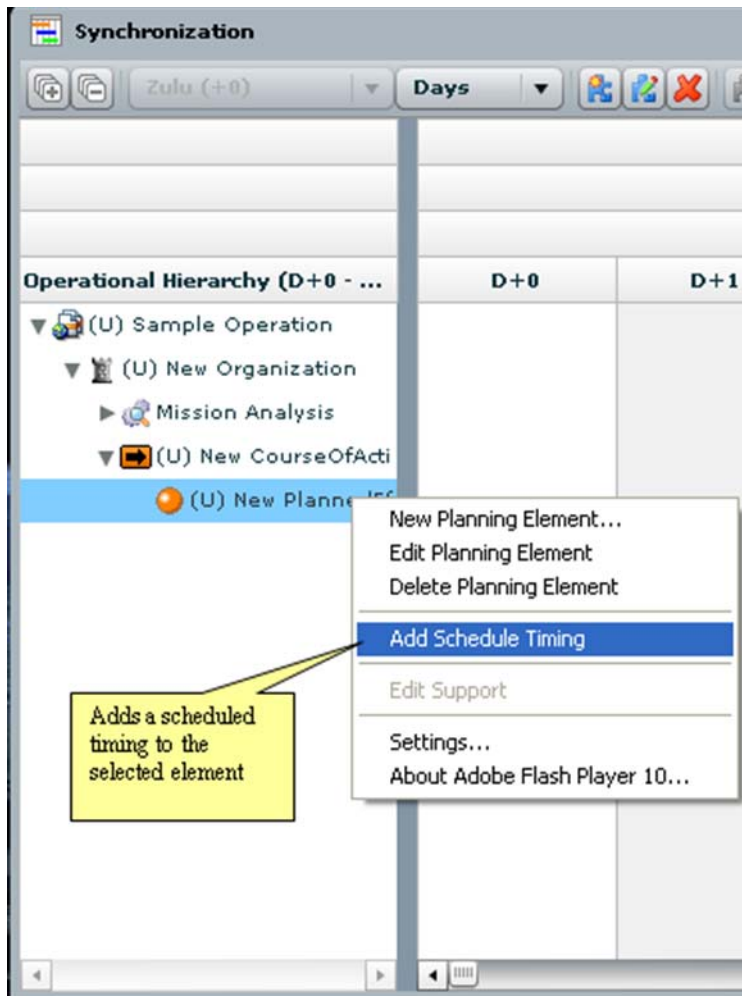 Synchronization
Zulu (+0)
Days
Operational Hierarchy (D+0 - ...
D+0
D+1
(U) Sample Operation
(U) New Organization
Mission Analysis
(U) New CourseOfActi
(U) New
New Planning Element...
Edit Planning Element
Delete Planning Element
Add Schedule Timing
Edit Support
Settings...
About Adobe Flash Player 10...
Adds a scheduled
timing to the
selected element